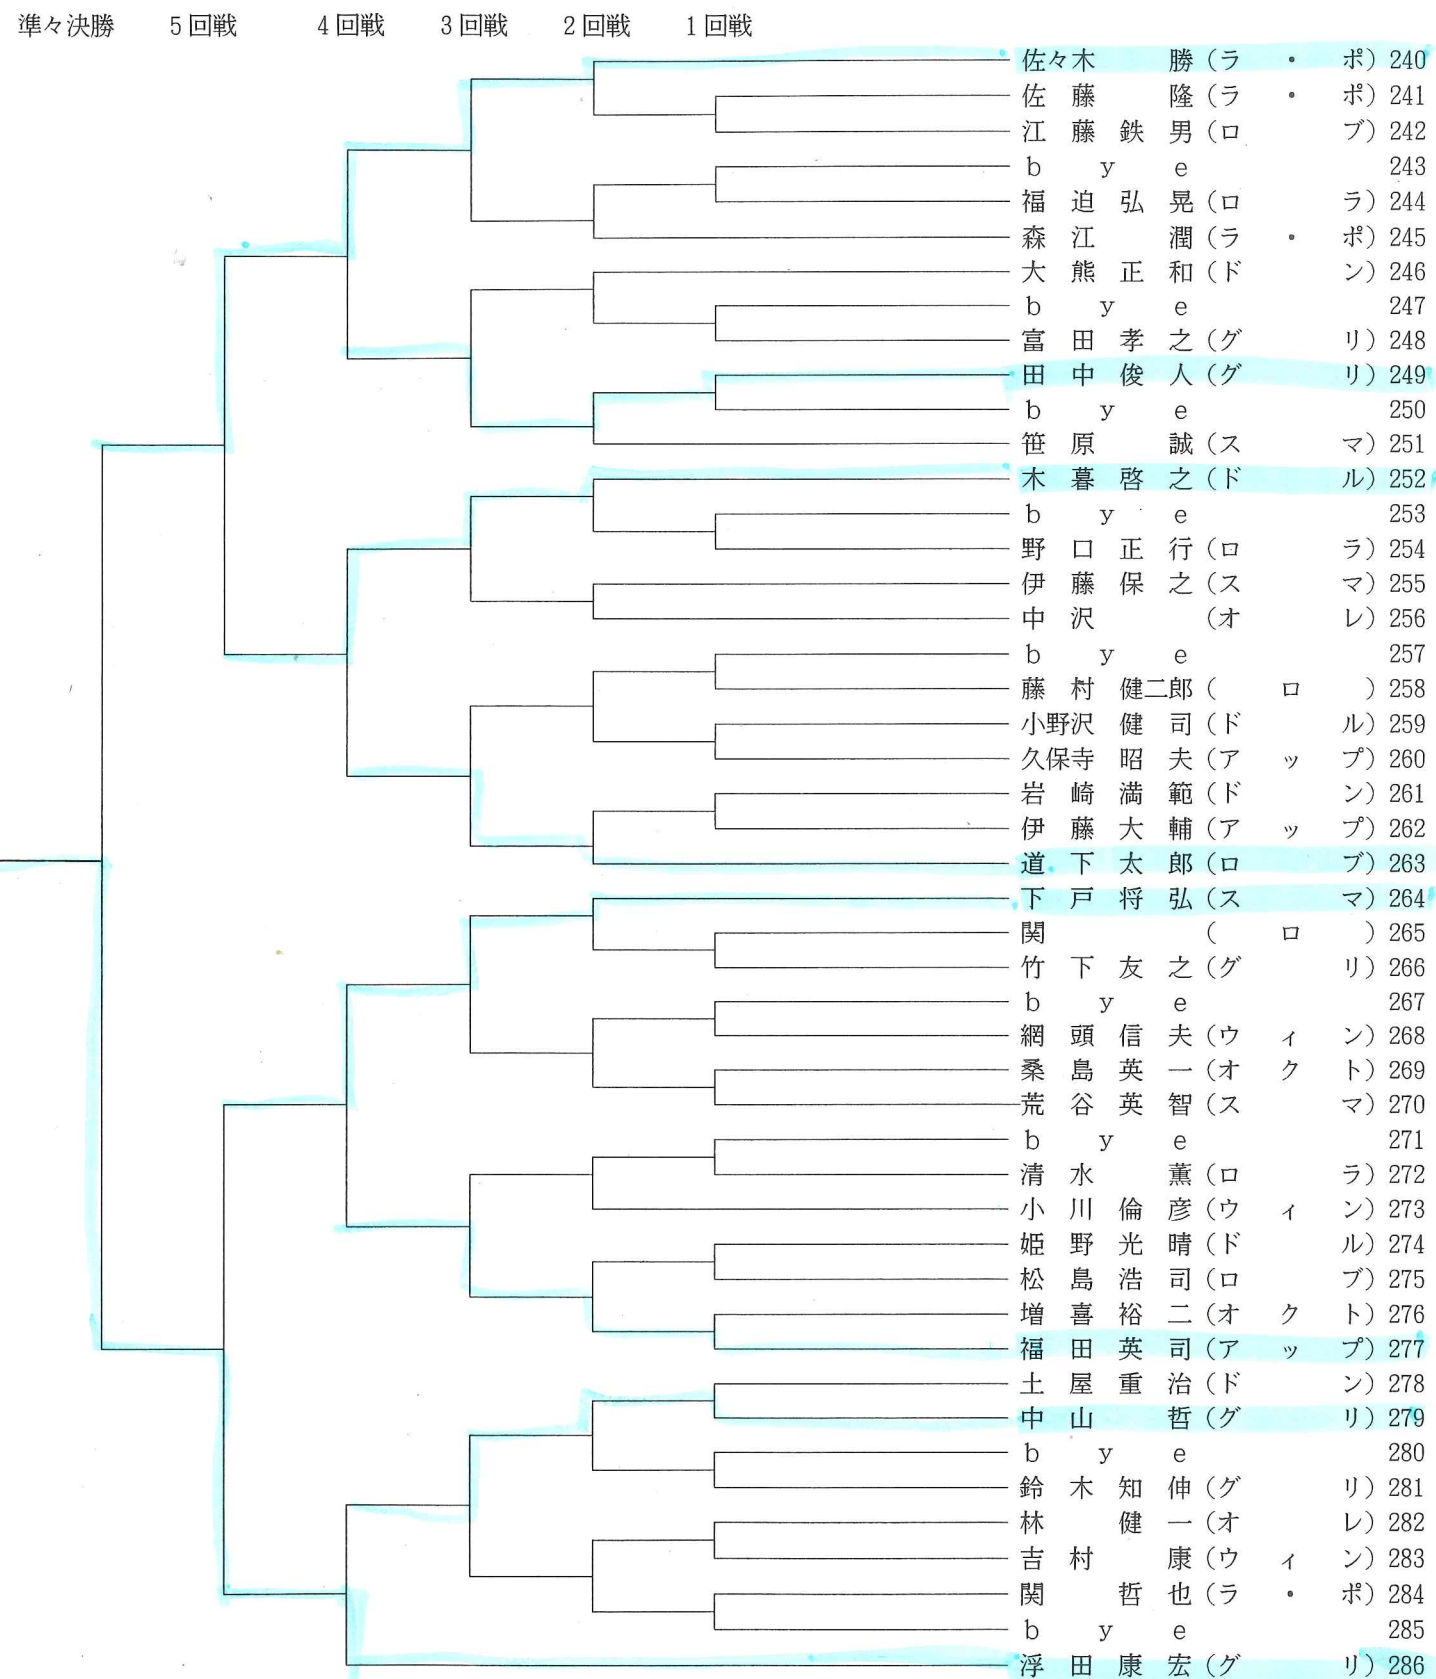 準々決勝 5回戦 4回戦 3回戦 2回戦 1回戦
佐々木 勝(ラ・ポ) 240
佐藤 隆(ラ・ポ) 241
江藤鉄男(ロブ) 242
bye 243
福迫弘晃(ロラ) 244
森江 潤(ラ・ポ) 245
大熊正和(ドン) 246
bye 247
富田孝之(グリ) 248
田中俊人(グリ) 249
bye 250
笹原 誠(スマ) 251
木暮啓之(ドル) 252
bye 253
野口正行(ロラ) 254
伊藤保之(スマ) 255
中沢 (オレ) 256
bye 257
藤村健二郎(ロ) 258
小野沢健司(ドル) 259
久保寺昭夫(アップ) 260
岩崎満範(ドン) 261
伊藤大輔(アップ) 262
道下太郎(ロブ) 263
下戸将弘(スマ) 264
関 (ロ) 265
竹下友之(グリ) 266
bye 267
網頭信夫(ウィン) 268
桑島英一(オクト) 269
荒谷英智(スマ) 270
bye 271
清水 薫(ロラ) 272
小川倫彦(ウィン) 273
姫野光晴(ドル) 274
松島浩司(ロブ) 275
増喜裕二(オクト) 276
福田英司(アップ) 277
土屋重治(ドン) 278
中山 哲(グリ) 279
bye 280
鈴木知伸(グリ) 281
林 健一(オレ) 282
吉村 康(ウィン) 283
関 哲也(ラ・ポ) 284
bye 285
浮田康宏(グリ) 286